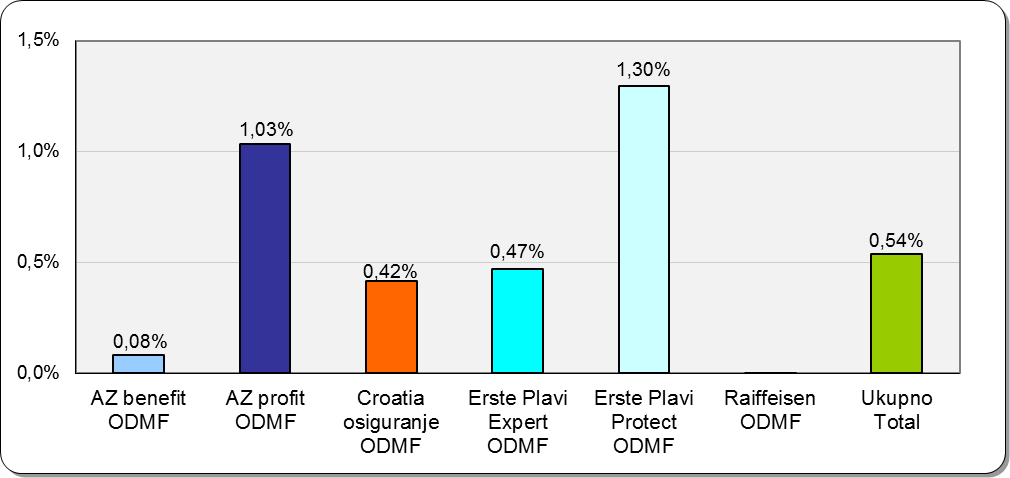 1,5%
1,0%
0,5%
0,0%
0,08%
1,03%
0,42%
0,47%
1,30%
0,54%
AZ benefit
ODMF
AZ profit
ODMF
Croatia
osiguranje
ODMF
Erste Plavi
Expert
ODMF
Erste Plavi
Protect
ODMF
Raiffeisen
ODMF
Ukupno
Total